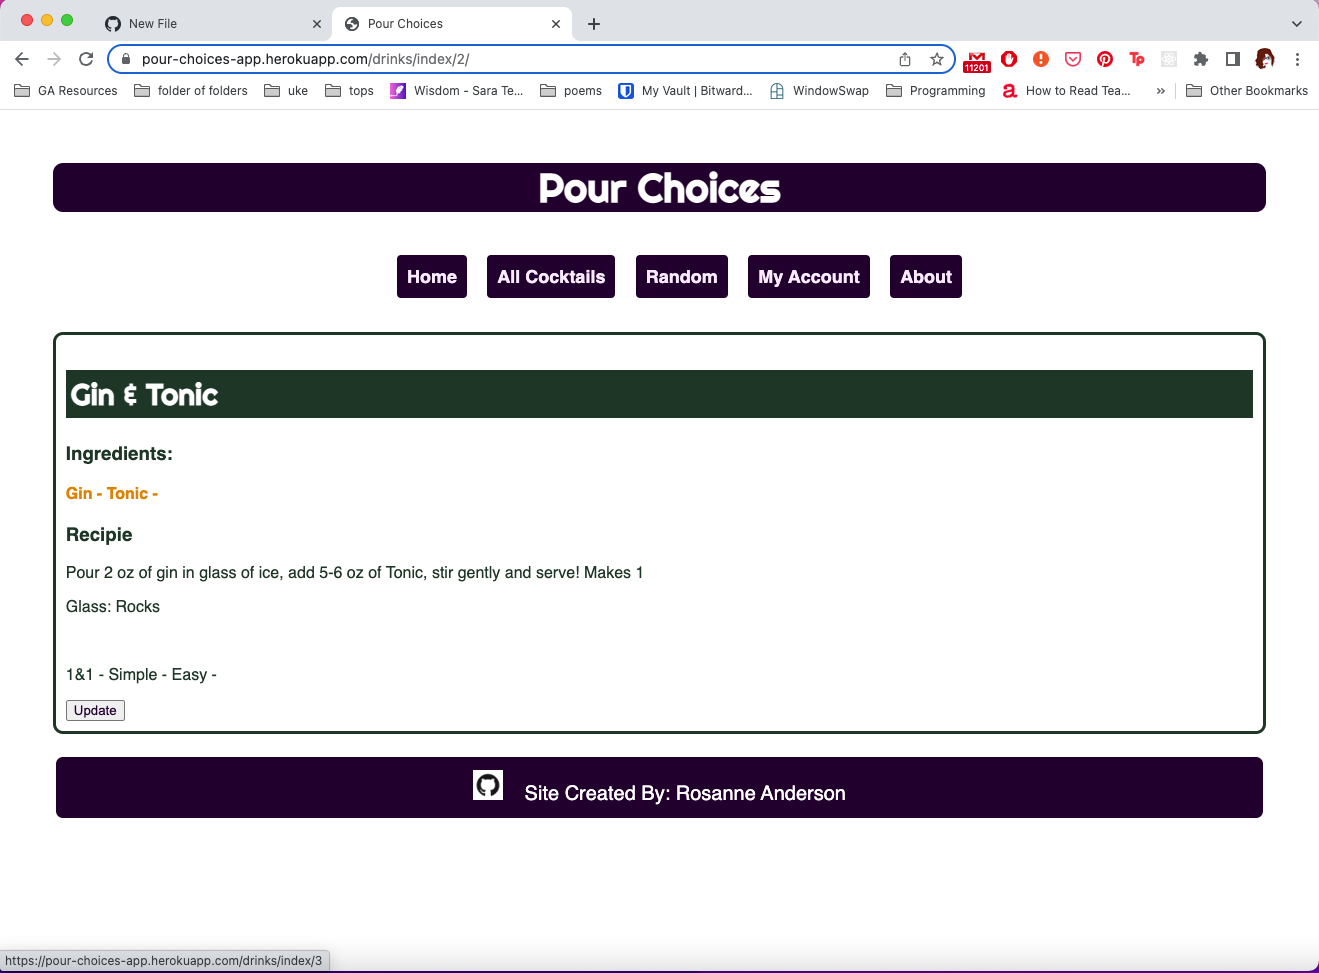 New File
Pour Choices
pour-choices-app.herokuapp.com/drinks/index/2/
11201
Tp
GA Resources
folder of folders
uke
tops
Wisdom - Sara Te...
poems
My Vault | Bitward...
WindowSwap
Programming
a
How to Read Tea...
»
Other Bookmarks
Pour Choices
Home
All Cocktails
Random
My Account
About
Gin & Tonic
Ingredients:
Gin - Tonic -
Recipie
Pour 2 oz of gin in glass of ice, add 5-6 oz of Tonic, stir gently and serve! Makes 1
Glass: Rocks
1&1 - Simple - Easy -
Update
Site Created By: Rosanne Anderson
https://pour-choices-app.herokuapp.com/drinks/index/3